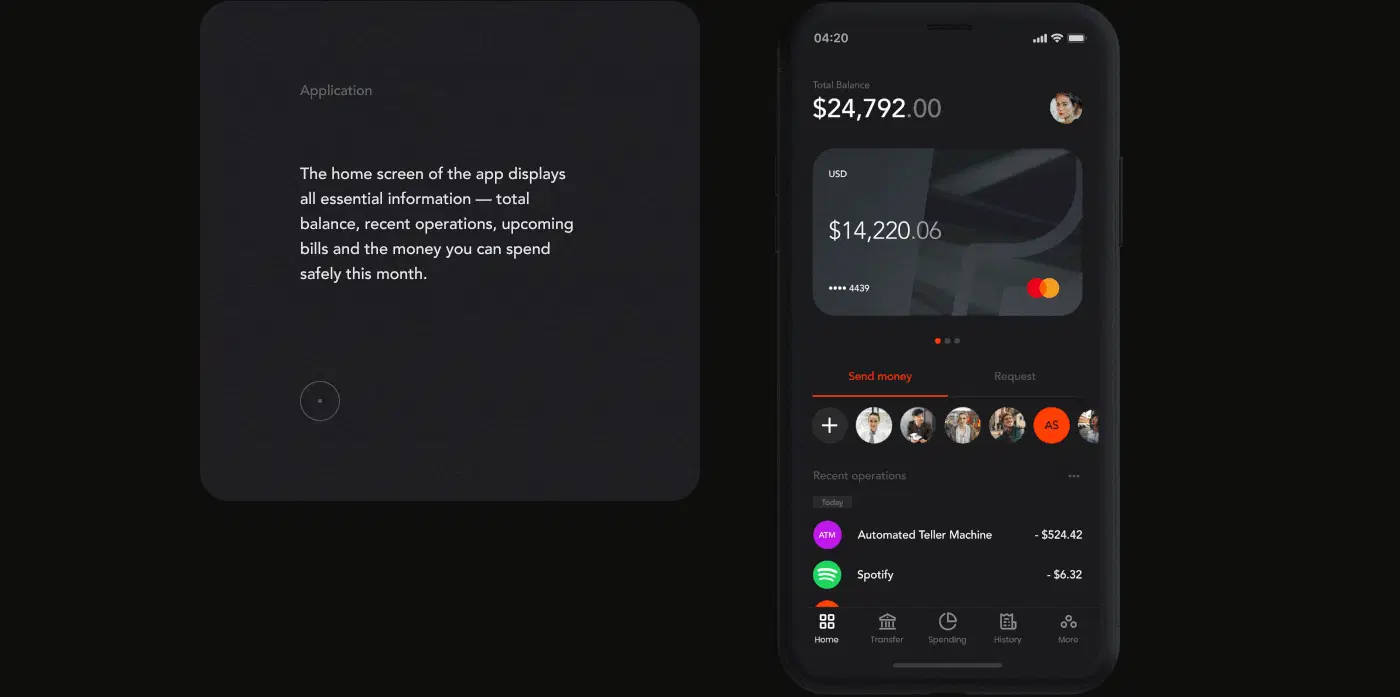 Application
The home screen of the app displays
all essential information — total
balance, recent operations, upcoming
bills and the money you can spend
safely this month.
04:20
Total Balance
$24,792.00
USD
$14,220.06
•••• 4439
Send money Request
AS
Recent operations
Today
ATM Automated Teller Machine - $524.42
Spotify - $6.32
Home Transfer Spending History More